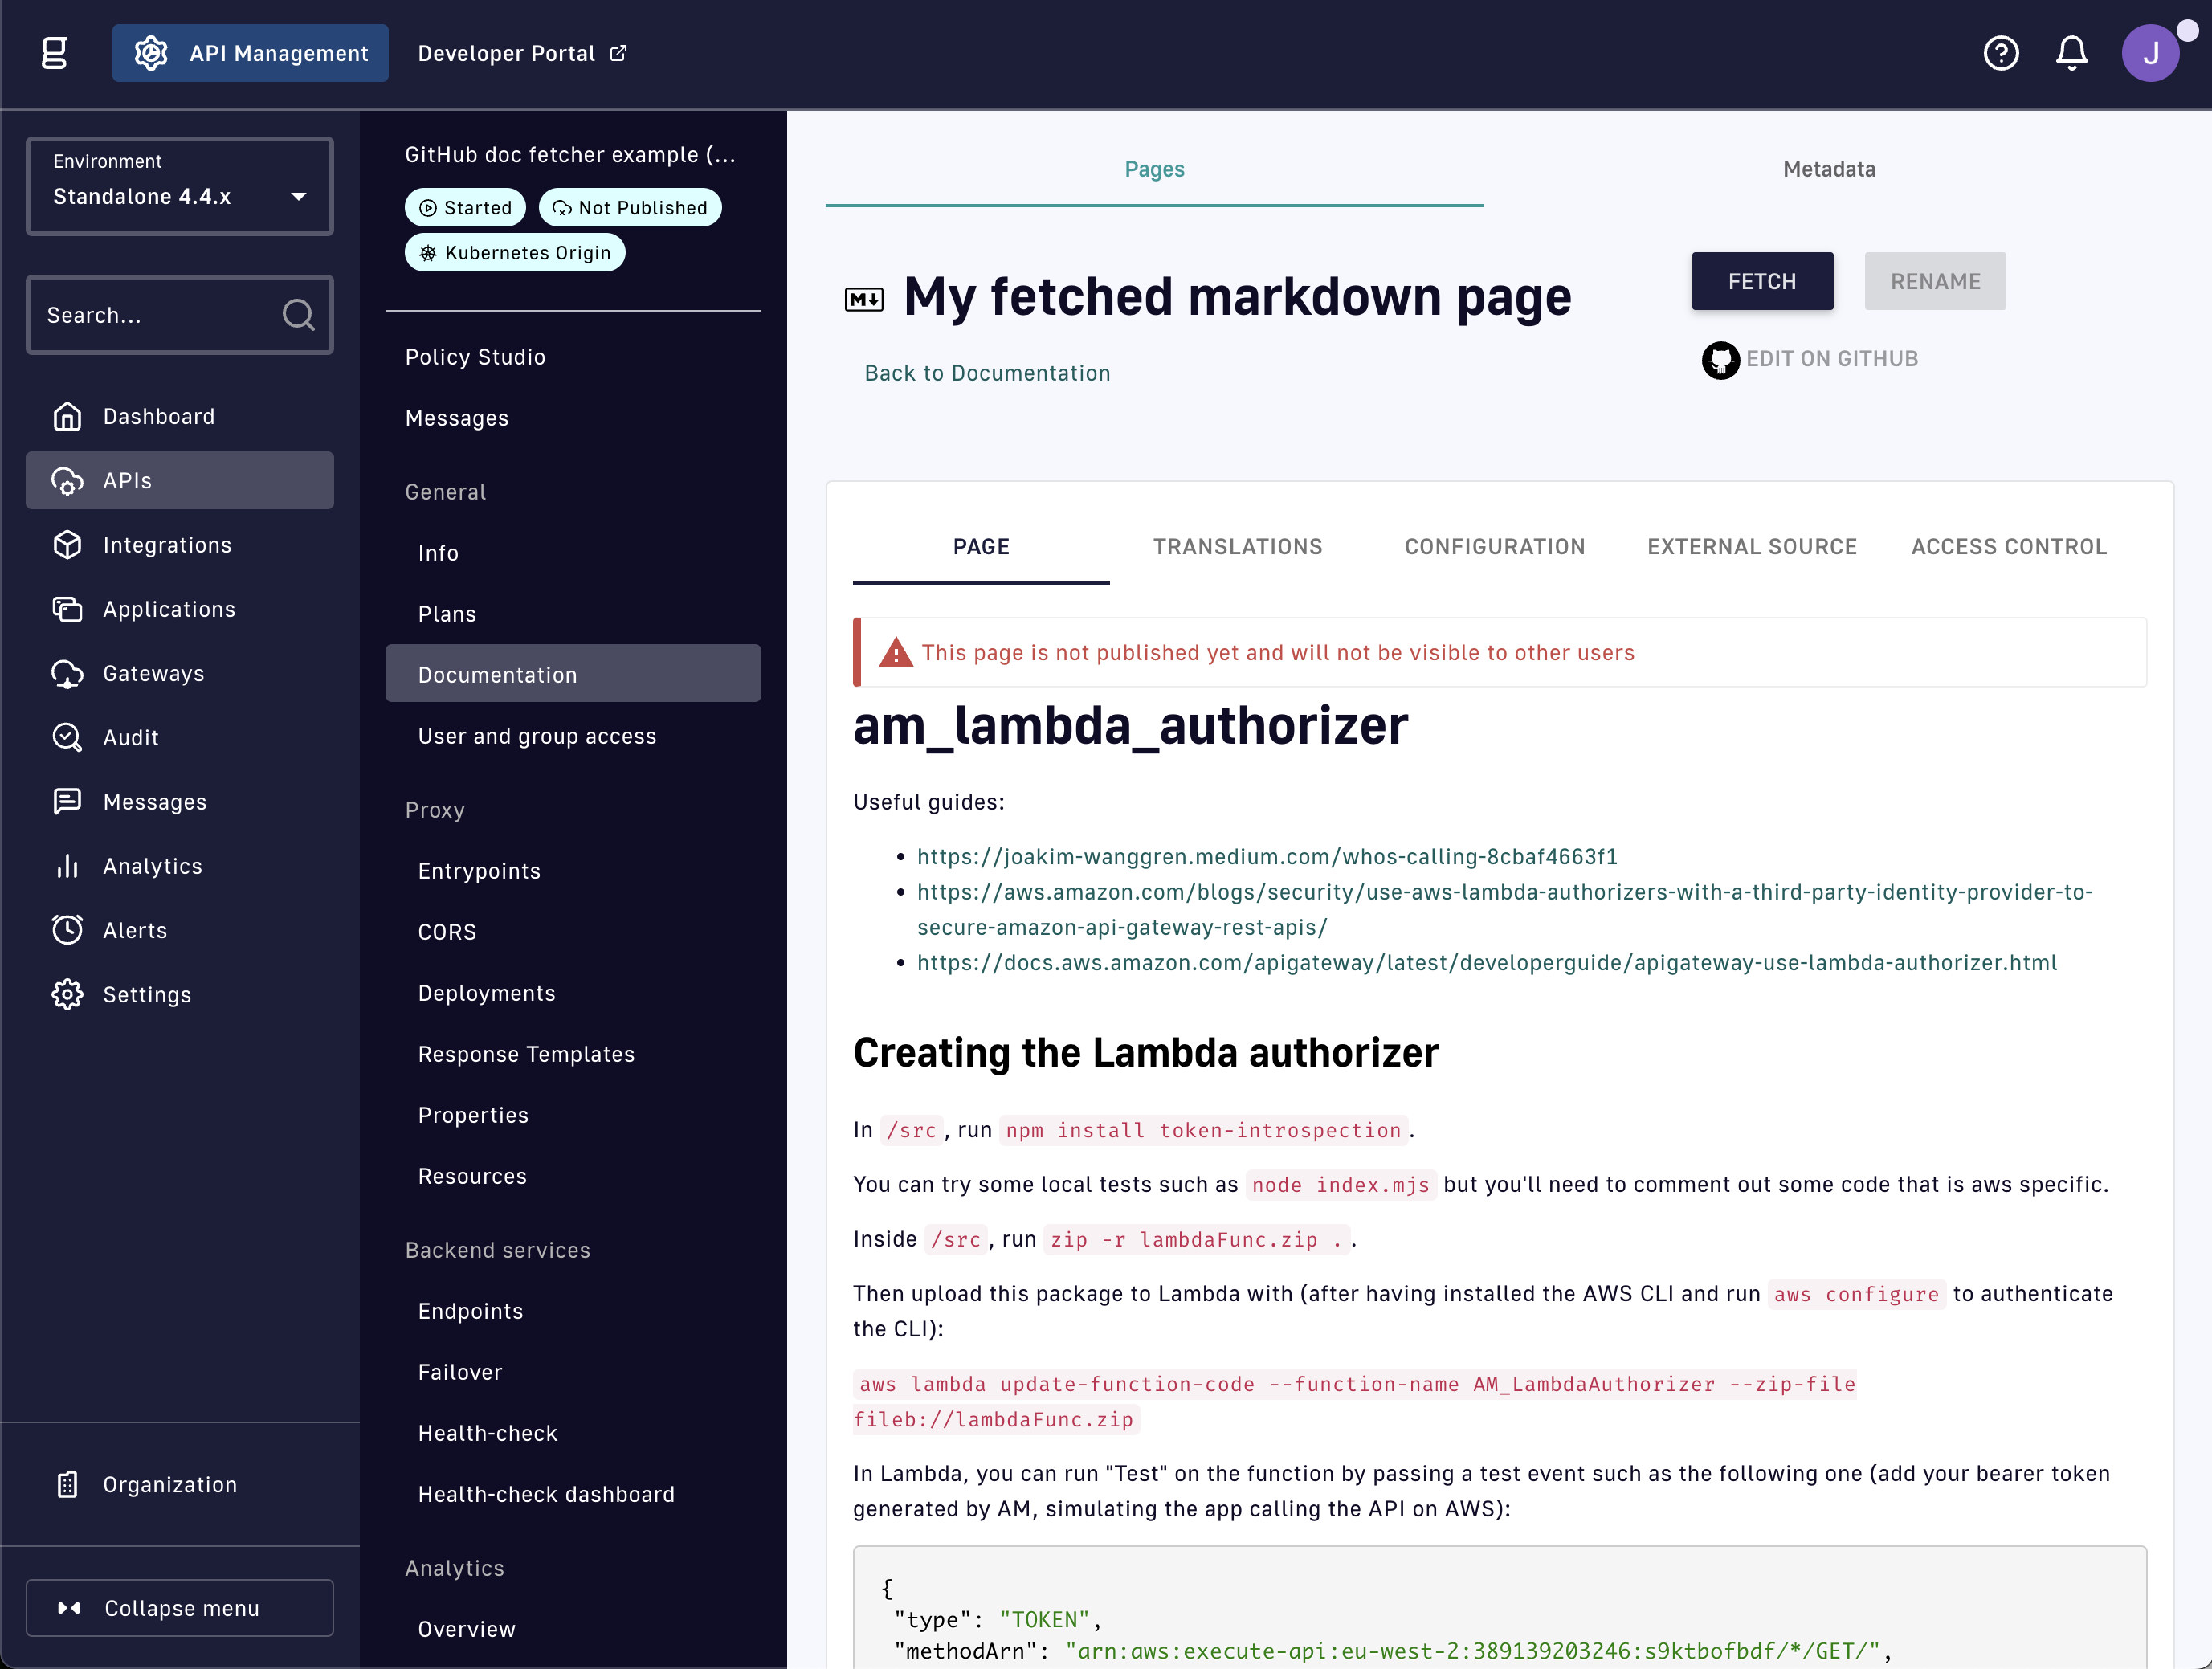 g
API Management
Developer Portal
J
Environment
Standalone 4.4.x
Search...
Dashboard
APIs
Integrations
Applications
Gateways
Audit
Messages
Analytics
Alerts
Settings
Organization
Collapse menu
GitHub doc fetcher example (...
Started
Not Published
Kubernetes Origin
Policy Studio
Messages
General
Info
Plans
Documentation
User and group access
Proxy
Entrypoints
CORS
Deployments
Response Templates
Properties
Resources
Backend services
Endpoints
Failover
Health-check
Health-check dashboard
Analytics
Overview
Pages
Metadata
M My fetched markdown page
FETCH
RENAME
Back to Documentation
EDIT ON GITHUB
PAGE
TRANSLATIONS
CONFIGURATION
EXTERNAL SOURCE
ACCESS CONTROL
This page is not published yet and will not be visible to other users
am_lambda_authorizer
Useful guides:
• https://joakim-wanggren.medium.com/whos-calling-8cbaf4663f1
• https://aws.amazon.com/blogs/security/use-aws-lambda-authorizers-with-a-third-party-identity-provider-to-
secure-amazon-api-gateway-rest-apis/
• https://docs.aws.amazon.com/apigateway/latest/developerguide/apigateway-use-lambda-authorizer.html
Creating the Lambda authorizer
In /src, run npm install token-introspection.
You can try some local tests such as node index.mjs but you'll need to comment out some code that is aws specific.
Inside /src, run zip -r lambdaFunc.zip ..
Then upload this package to Lambda with (after having installed the AWS CLI and run aws configure to authenticate
the CLI):
aws lambda update-function-code --function-name AM_LambdaAuthorizer --zip-file
fileb://lambdaFunc.zip
In Lambda, you can run "Test" on the function by passing a test event such as the following one (add your bearer token
generated by AM, simulating the app calling the API on AWS):
{
"type": "TOKEN",
"methodArn": "arn:aws:execute-api:eu-west-2:389139203246:s9ktbofbdf/*/GET/",